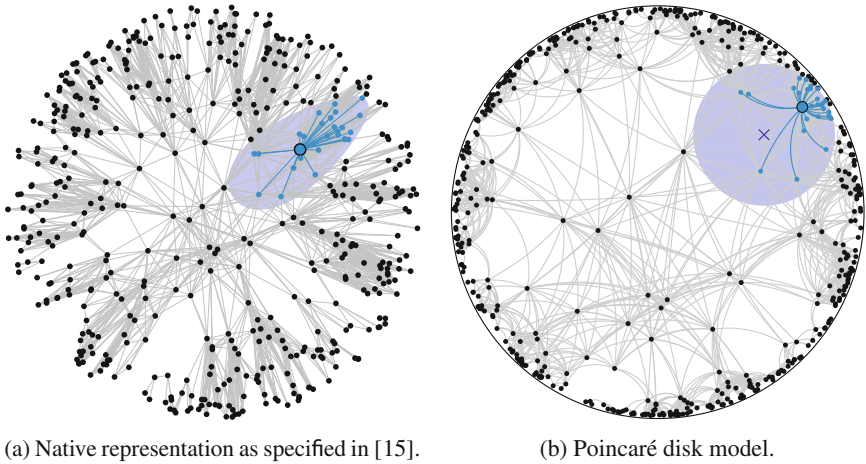 (a) Native representation as specified in [15].
(b) Poincaré disk model.